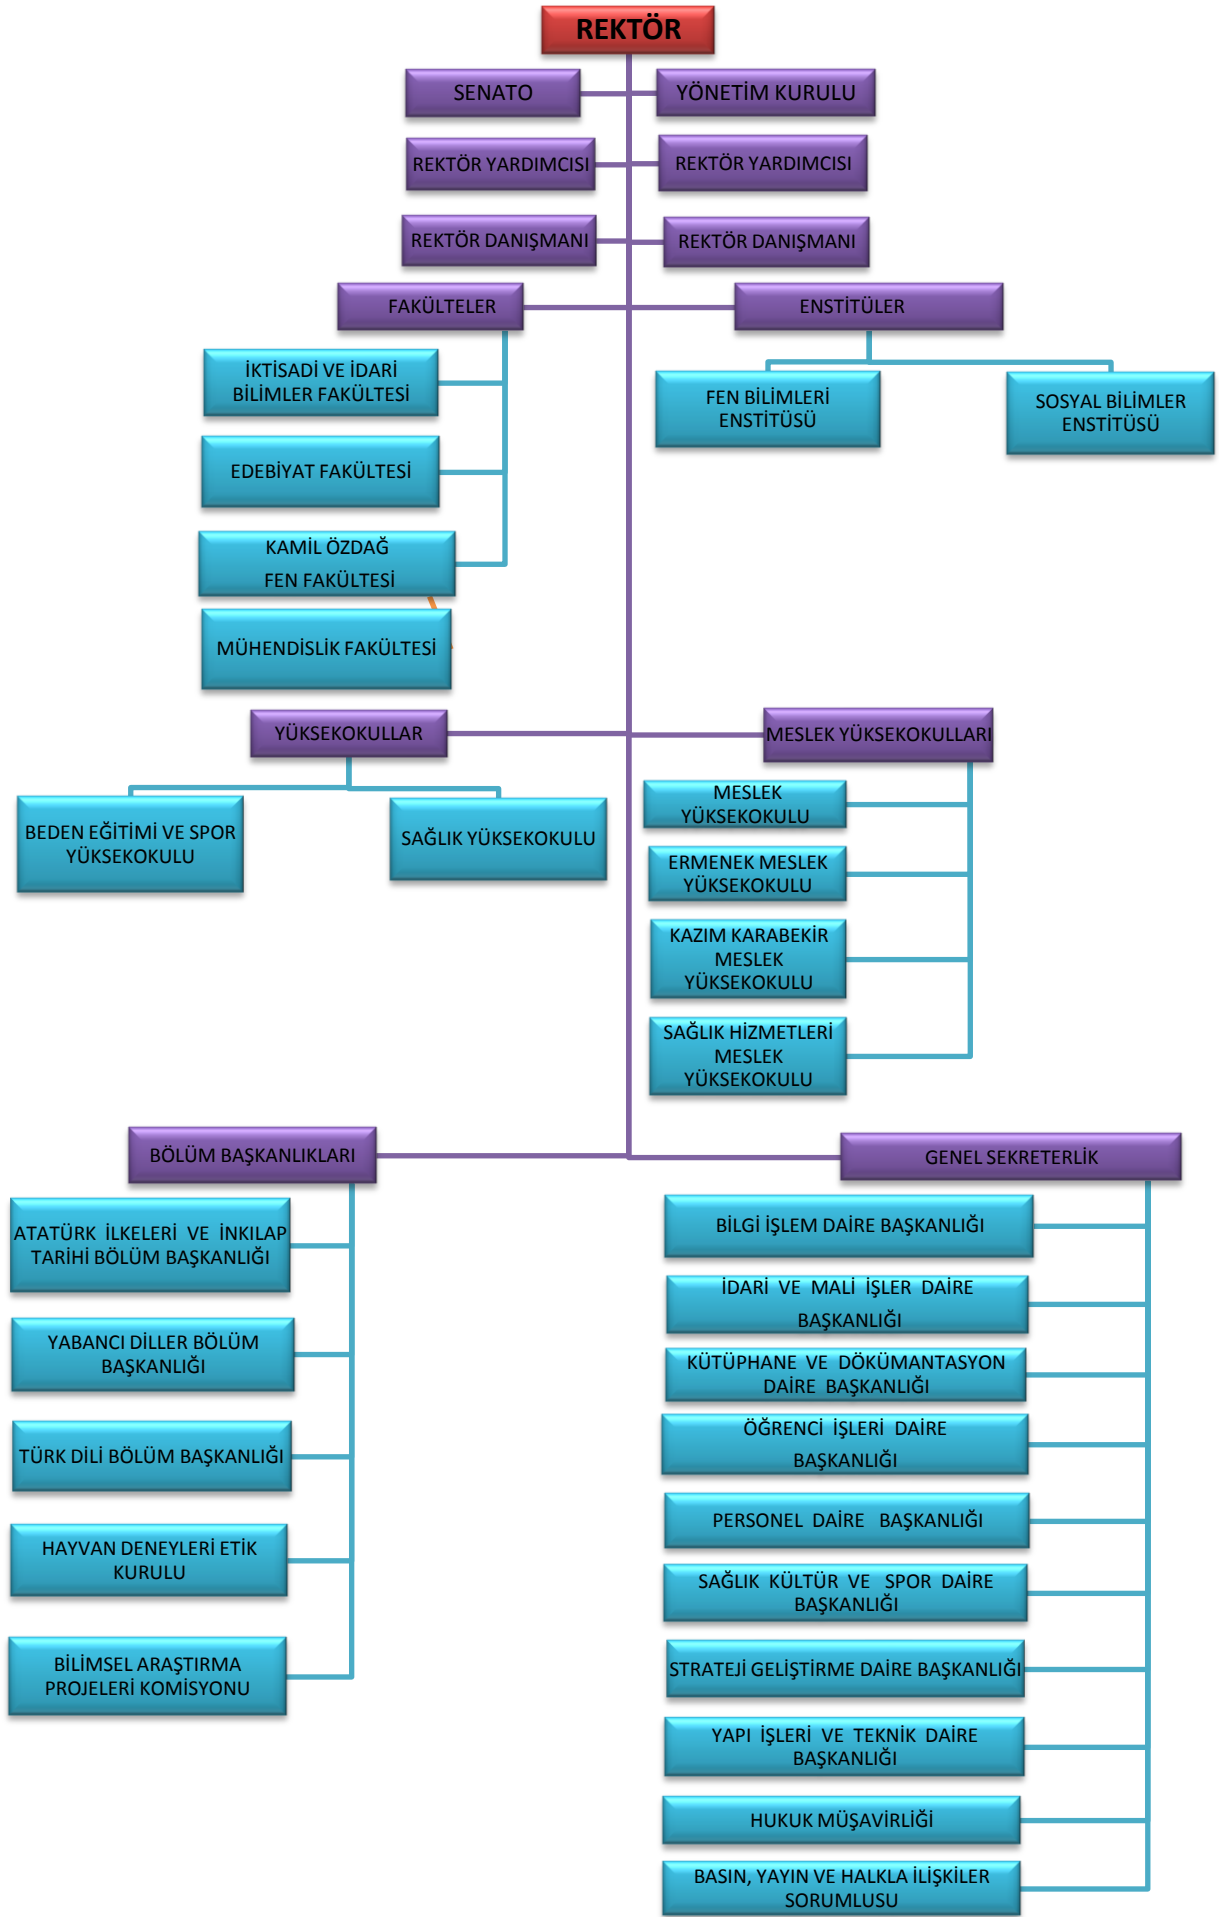 REKTÖR
SENATO
YÖNETİM KURULU
REKTÖR YARDIMCISI
REKTÖR YARDIMCISI
REKTÖR DANIŞMANI
REKTÖR DANIŞMANI
FAKÜLTELER
ENSTİTÜLER
İKTİSADİ VE İDARİ
BİLİMLER FAKÜLTESİ
EDEBİYAT FAKÜLTESİ
KAMİL ÖZDAĞ
FEN FAKÜLTESİ
MÜHENDİSLİK FAKÜLTESİ
FEN BİLİMLERİ
ENSTİTÜSÜ
SOSYAL BİLİMLER
ENSTİTÜSÜ
YÜKSEKOKULLAR
MESLEK YÜKSEKOKULLARI
BEDEN EĞİTİMİ VE SPOR
YÜKSEKOKULU
SAĞLIK YÜKSEKOKULU
MESLEK
YÜKSEKOKULU
ERMENEK MESLEK
YÜKSEKOKULU
KAZIM KARABEKİR
MESLEK
YÜKSEKOKULU
SAĞLIK HİZMETLERİ
MESLEK
YÜKSEKOKULU
BÖLÜM BAŞKANLIKLARI
GENEL SEKRETERLİK
ATATÜRK İLKELERİ VE İNKILAP
TARİHİ BÖLÜM BAŞKANLIĞI
YABANCI DİLLER BÖLÜM
BAŞKANLIĞI
TÜRK DİLİ BÖLÜM BAŞKANLIĞI
HAYVAN DENEYLERİ ETİK
KURULU
BİLİMSEL ARAŞTIRMA
PROJELERİ KOMİSYONU
BİLGİ İŞLEM DAİRE BAŞKANLIĞI
İDARİ VE MALİ İŞLER DAİRE
BAŞKANLIĞI
KÜTÜPHANE VE DÖKÜMANTASYON
DAİRE BAŞKANLIĞI
ÖĞRENCİ İŞLERİ DAİRE
BAŞKANLIĞI
PERSONEL DAİRE BAŞKANLIĞI
SAĞLIK KÜLTÜR VE SPOR DAİRE
BAŞKANLIĞI
STRATEJİ GELİŞTİRME DAİRE BAŞKANLIĞI
YAPI İŞLERİ VE TEKNİK DAİRE
BAŞKANLIĞI
HUKUK MÜŞAVİRLİĞİ
BASIN, YAYIN VE HALKLA İLİŞKİLER
SORUMLUSU